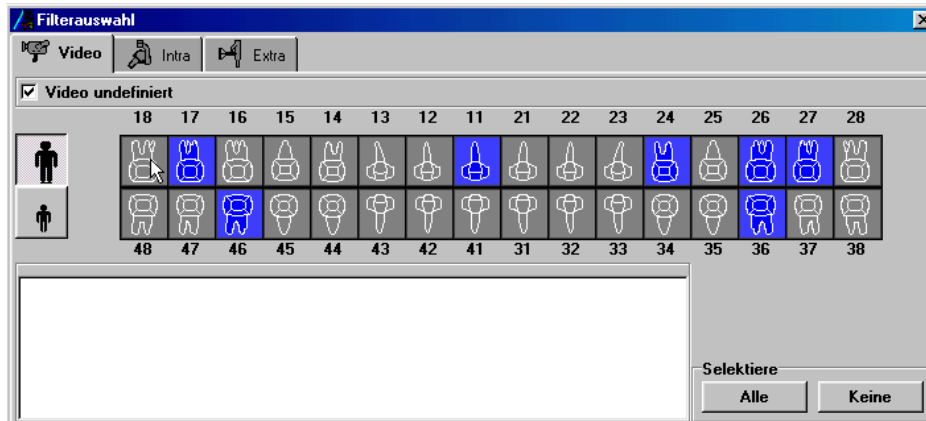 Filterauswahl
Video Intra Extra
Video undefiniert
18 17 16 15 14 13 12 11 21 22 23 24 25 26 27 28
48 47 46 45 44 43 42 41 31 32 33 34 35 36 37 38
Selektiere
Alle Keine